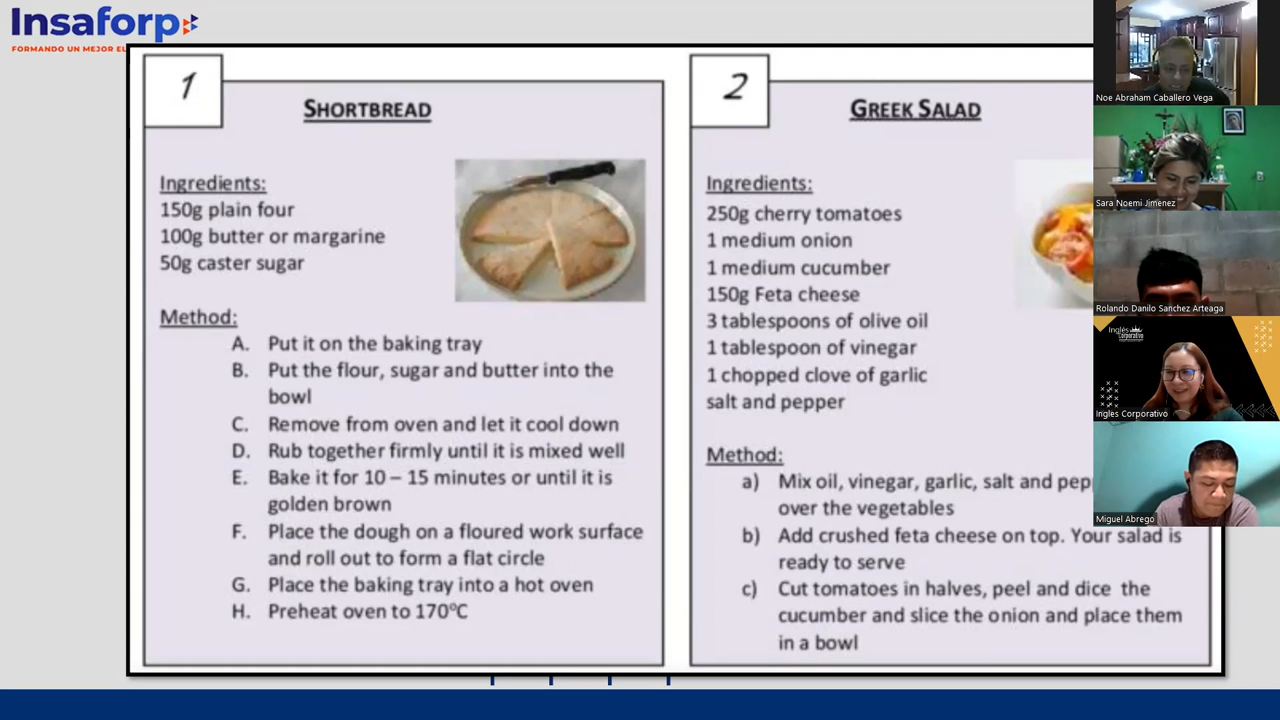 Insaforp
FORMANDO UN MEJOR EL
1
SHORTBREAD
Ingredients:
150g plain four
100g butter or margarine
50g caster sugar
Method:
A. Put it on the baking tray
B. Put the flour, sugar and butter into the
bowl
C. Remove from oven and let it cool down
D. Rub together firmly until it is mixed well
E. Bake it for 10 – 15 minutes or until it is
golden brown
F. Place the dough on a floured work surface
and roll out to form a flat circle
G. Place the baking tray into a hot oven
H. Preheat oven to 170ºC
2
GREEK SALAD
Ingredients:
250g cherry tomatoes
1 medium onion
1 medium cucumber
150g Feta cheese
3 tablespoons of olive oil
1 tablespoon of vinegar
1 chopped clove of garlic
salt and pepper
Method:
a) Mix oil, vinegar, garlic, salt and pep
over the vegetables
b) Add crushed feta cheese on top. Your salad is
ready to serve
c) Cut tomatoes in halves, peel and dice the
cucumber and slice the onion and place them
in a bowl
Noe Abraham Caballero Vega
Sara Noemi Jimenez
Rolando Danilo Sanchez Arteaga
Inglés
Corporativo
Ingles Corporativo
Miguel Abrego